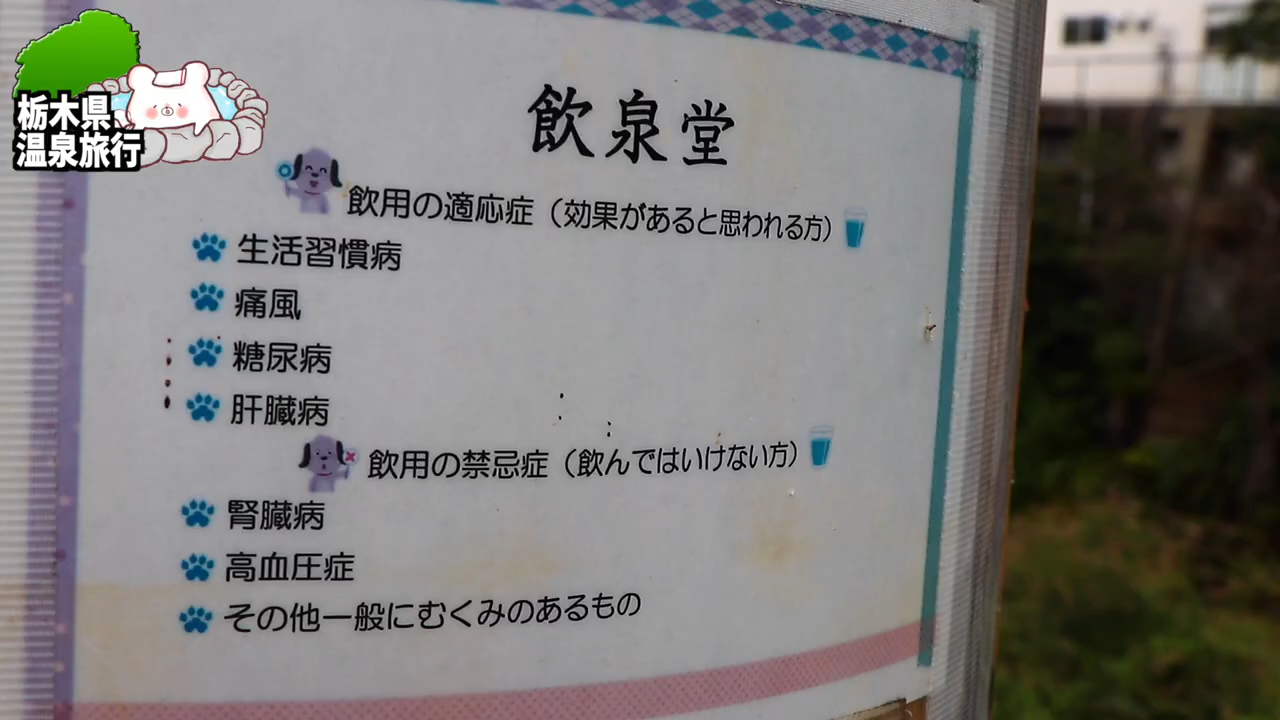 栃木県
温泉旅行
飲泉堂
飲用の適応症（効果があると思われる方）
生活習慣病
痛風
糖尿病
肝臓病
飲用の禁忌症（飲んではいけない方）
腎臓病
高血圧症
その他一般にむくみのあるもの